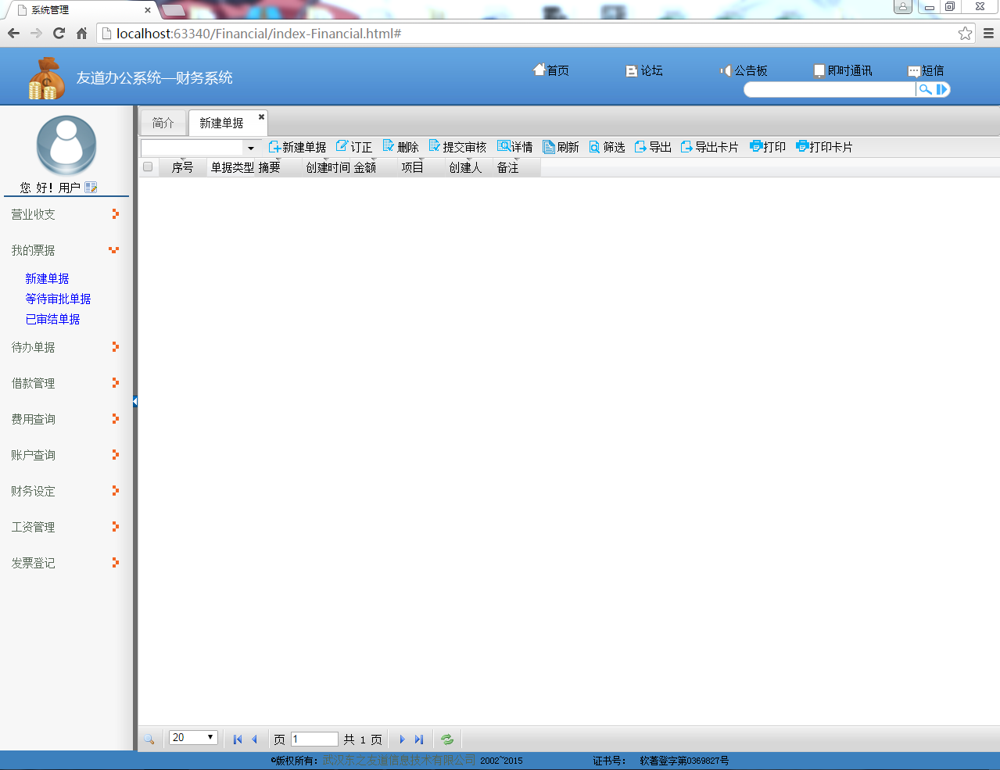 系统管理
localhost:63340/Financial/index-Financial.html#
友道办公系统—财务系统
首页 论坛 公告板 即时通讯 短信
您 好！用户
营业收支
我的票据
新建单据
等待审批单据
已审结单据
待办单据
借款管理
费用查询
账户查询
财务设定
工资管理
发票登记
简介 新建单据
新建单据 订正 删除 提交审核 详情 刷新 筛选 导出 导出卡片 打印 打印卡片
序号 单据类型 摘要 创建时间 金额 项目 创建人 备注
20 页 1 共 1 页
©版权所有：武汉东之友道信息技术有限公司 2002~2015 证书号： 软著登字第0369827号